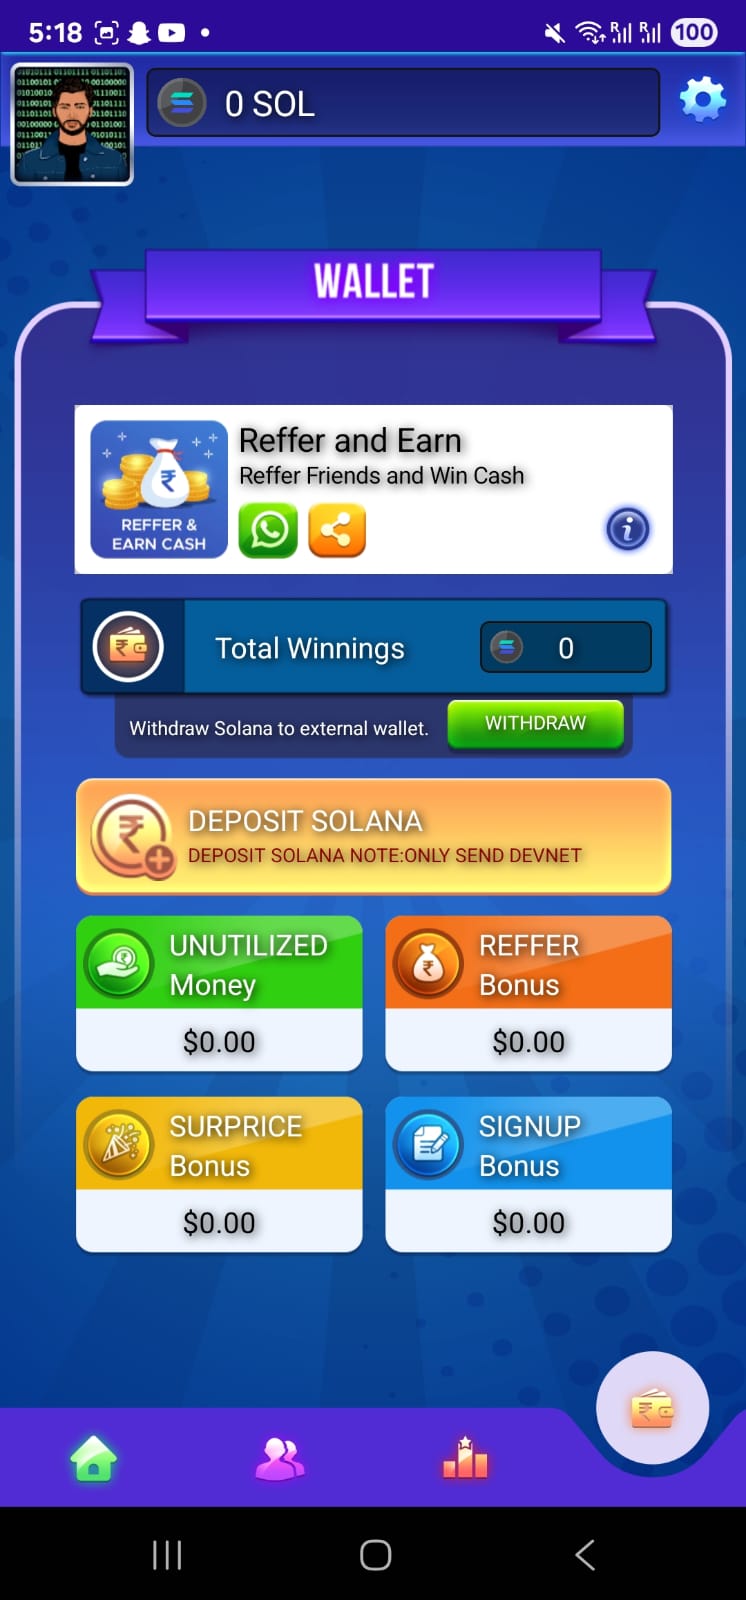 5:18
R R 100
0 SOL
WALLET
Reffer and Earn
Reffer Friends and Win Cash
₹
REFFER &
EARN CASH
Total Winnings 0
Withdraw Solana to external wallet. WITHDRAW
DEPOSIT SOLANA
DEPOSIT SOLANA NOTE:ONLY SEND DEVNET
UNUTILIZED
Money
$0.00
REFFER
Bonus
$0.00
SURPRICE
Bonus
$0.00
SIGNUP
Bonus
$0.00